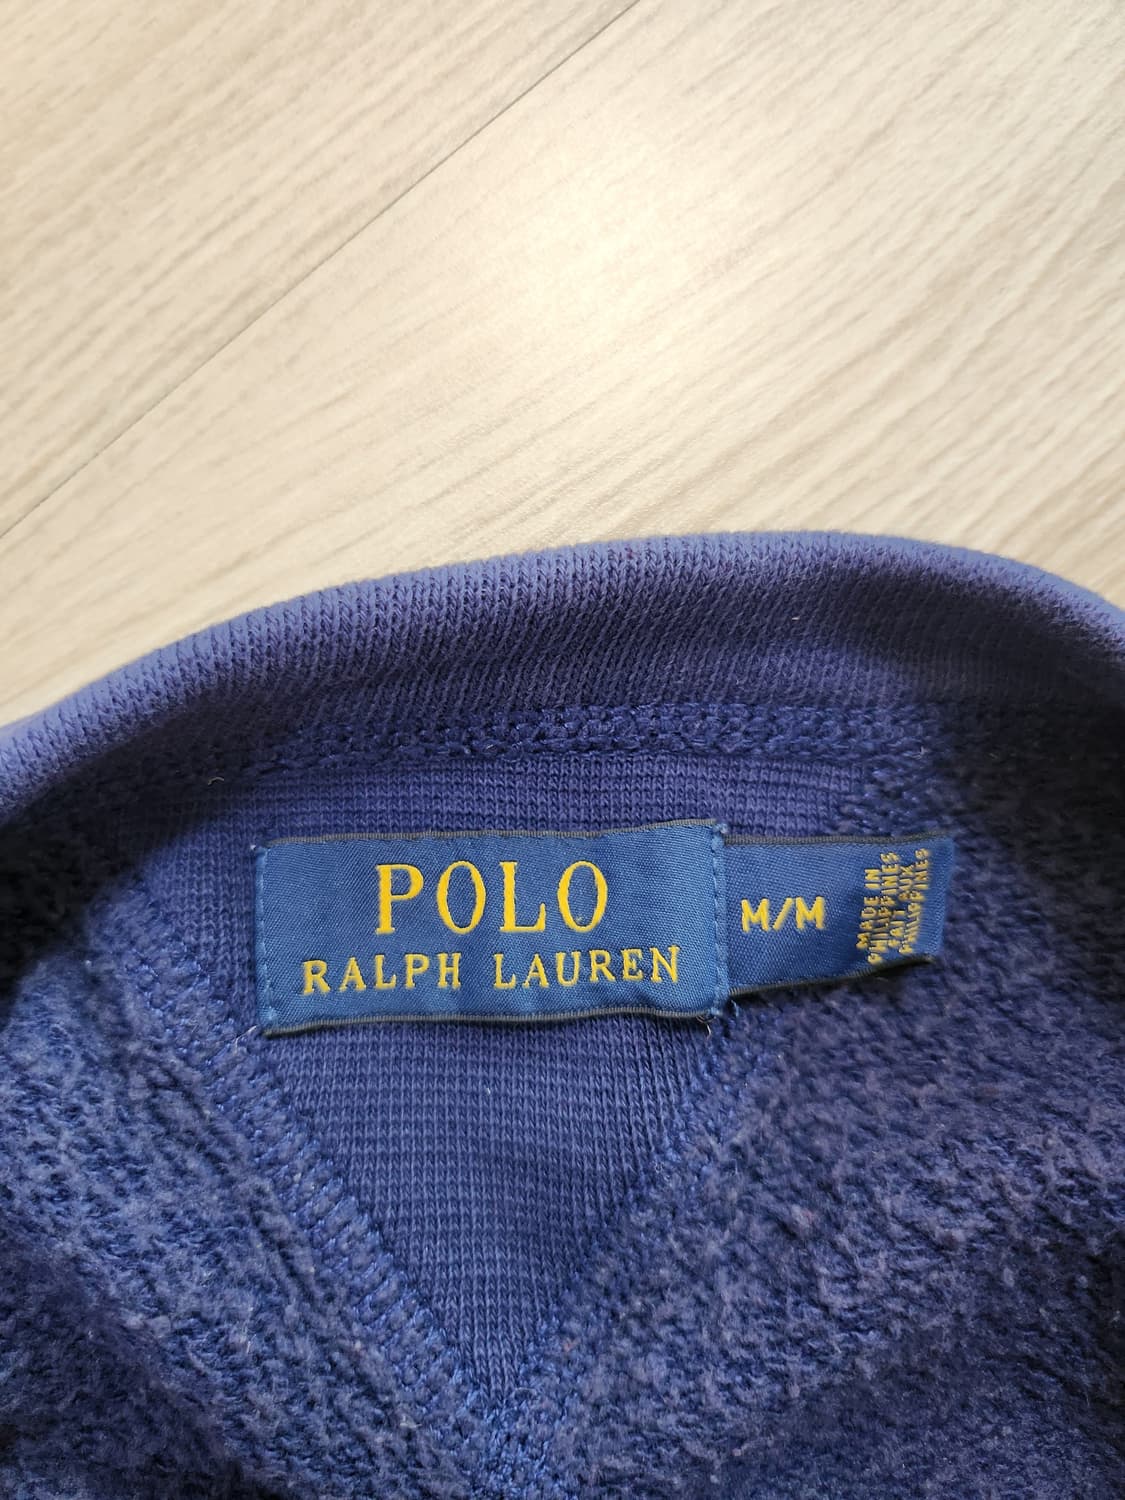 POLO
RALPH LAUREN
M/M
MADE IN
PHILIPPINES
FAIT AUX
PHILIPPINES